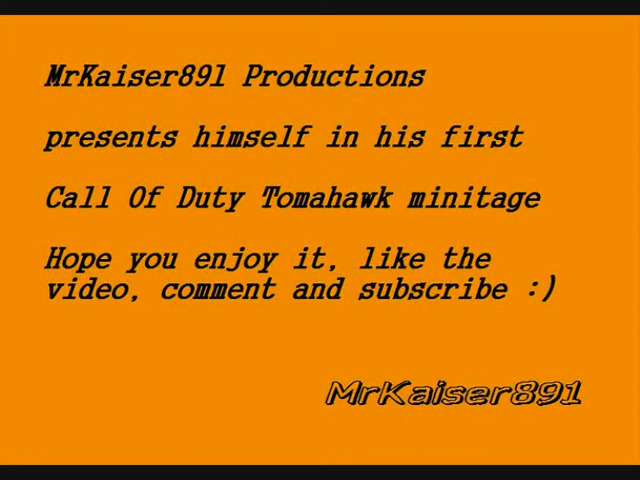 MrKaiser891 Productions
presents himself in his first
Call Of Duty Tomahawk minitage
Hope you enjoy it, like the
video, comment and subscribe :)
MrKaiser891